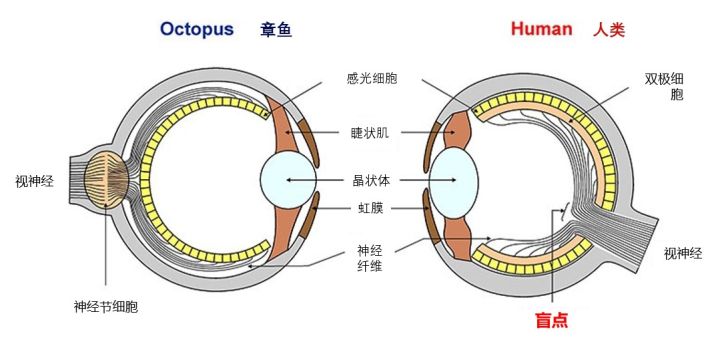 Octopus 章鱼
Human 人类
感光细胞
双极细
胞
睫状肌
视神经
晶状体
虹膜
神经
纤维
视神经
神经节细胞
盲点